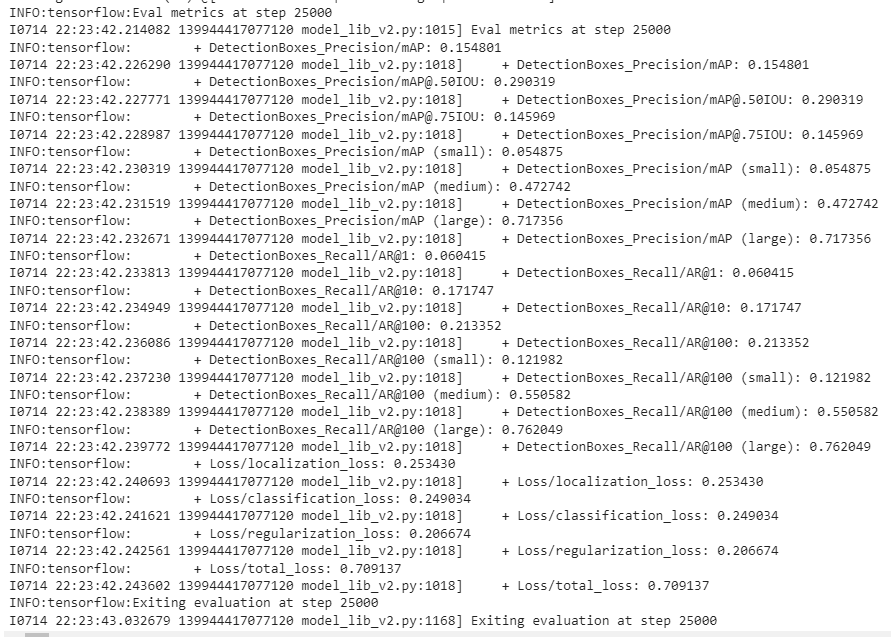 INFO:tensorflow:Eval metrics at step 25000
I0714 22:23:42.214082 139944417077120 model_lib_v2.py:1015] Eval metrics at step 25000
INFO:tensorflow: + DetectionBoxes_Precision/mAP: 0.154801
I0714 22:23:42.226290 139944417077120 model_lib_v2.py:1018] + DetectionBoxes_Precision/mAP: 0.154801
INFO:tensorflow: + DetectionBoxes_Precision/mAP@.50IOU: 0.290319
I0714 22:23:42.227771 139944417077120 model_lib_v2.py:1018] + DetectionBoxes_Precision/mAP@.50IOU: 0.290319
INFO:tensorflow: + DetectionBoxes_Precision/mAP@.75IOU: 0.145969
I0714 22:23:42.228987 139944417077120 model_lib_v2.py:1018] + DetectionBoxes_Precision/mAP@.75IOU: 0.145969
INFO:tensorflow: + DetectionBoxes_Precision/mAP (small): 0.054875
I0714 22:23:42.230319 139944417077120 model_lib_v2.py:1018] + DetectionBoxes_Precision/mAP (small): 0.054875
INFO:tensorflow: + DetectionBoxes_Precision/mAP (medium): 0.472742
I0714 22:23:42.231519 139944417077120 model_lib_v2.py:1018] + DetectionBoxes_Precision/mAP (medium): 0.472742
INFO:tensorflow: + DetectionBoxes_Precision/mAP (large): 0.717356
I0714 22:23:42.232671 139944417077120 model_lib_v2.py:1018] + DetectionBoxes_Precision/mAP (large): 0.717356
INFO:tensorflow: + DetectionBoxes_Recall/AR@1: 0.060415
I0714 22:23:42.233813 139944417077120 model_lib_v2.py:1018] + DetectionBoxes_Recall/AR@1: 0.060415
INFO:tensorflow: + DetectionBoxes_Recall/AR@10: 0.171747
I0714 22:23:42.234949 139944417077120 model_lib_v2.py:1018] + DetectionBoxes_Recall/AR@10: 0.171747
INFO:tensorflow: + DetectionBoxes_Recall/AR@100: 0.213352
I0714 22:23:42.236086 139944417077120 model_lib_v2.py:1018] + DetectionBoxes_Recall/AR@100: 0.213352
INFO:tensorflow: + DetectionBoxes_Recall/AR@100 (small): 0.121982
I0714 22:23:42.237230 139944417077120 model_lib_v2.py:1018] + DetectionBoxes_Recall/AR@100 (small): 0.121982
INFO:tensorflow: + DetectionBoxes_Recall/AR@100 (medium): 0.550582
I0714 22:23:42.238389 139944417077120 model_lib_v2.py:1018] + DetectionBoxes_Recall/AR@100 (medium): 0.550582
INFO:tensorflow: + DetectionBoxes_Recall/AR@100 (large): 0.762049
I0714 22:23:42.239772 139944417077120 model_lib_v2.py:1018] + DetectionBoxes_Recall/AR@100 (large): 0.762049
INFO:tensorflow: + Loss/localization_loss: 0.253430
I0714 22:23:42.240693 139944417077120 model_lib_v2.py:1018] + Loss/localization_loss: 0.253430
INFO:tensorflow: + Loss/classification_loss: 0.249034
I0714 22:23:42.241621 139944417077120 model_lib_v2.py:1018] + Loss/classification_loss: 0.249034
INFO:tensorflow: + Loss/regularization_loss: 0.206674
I0714 22:23:42.242561 139944417077120 model_lib_v2.py:1018] + Loss/regularization_loss: 0.206674
INFO:tensorflow: + Loss/total_loss: 0.709137
I0714 22:23:42.243602 139944417077120 model_lib_v2.py:1018] + Loss/total_loss: 0.709137
INFO:tensorflow:Exiting evaluation at step 25000
I0714 22:23:43.032679 139944417077120 model_lib_v2.py:1168] Exiting evaluation at step 25000